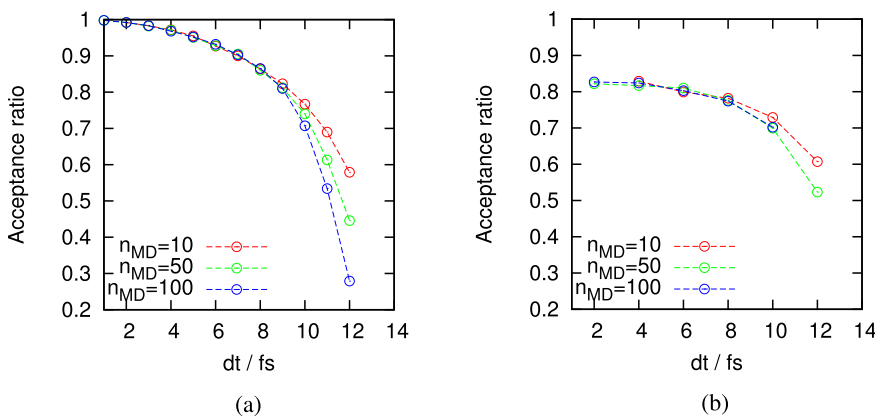 1
0.9
0.8
0.7
0.6
0.5
0.4
0.3
0.2
Acceptance ratio
n_MD=10
n_MD=50
n_MD=100
2 4 6 8 10 12 14
dt / fs
(a)
1
0.9
0.8
0.7
0.6
0.5
0.4
0.3
0.2
Acceptance ratio
n_MD=10
n_MD=50
n_MD=100
2 4 6 8 10 12 14
dt / fs
(b)